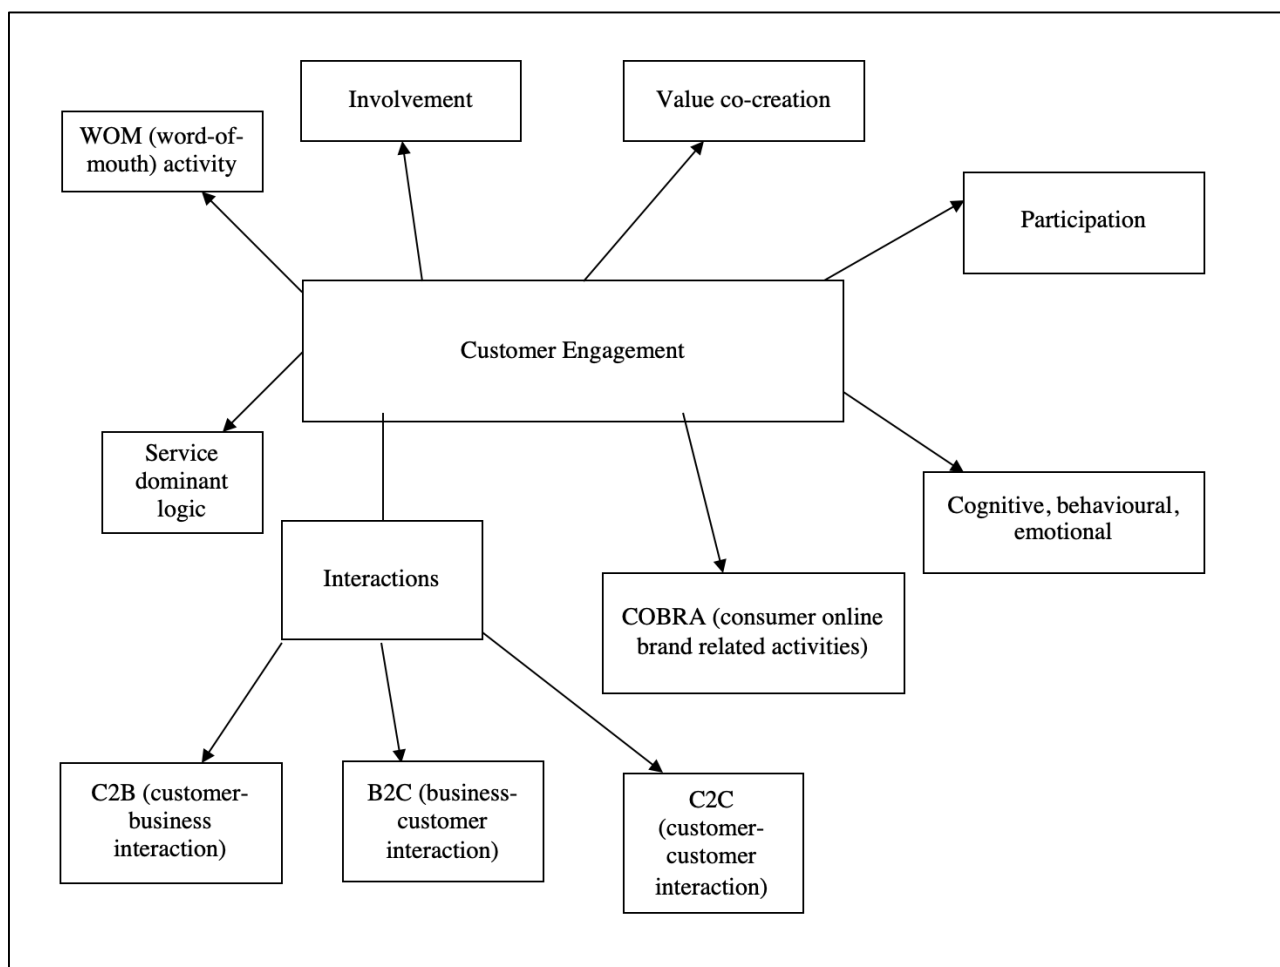 Involvement
Value co-creation
WOM (word-of-
mouth) activity
Participation
Customer Engagement
Service
dominant
logic
Cognitive, behavioural,
emotional
Interactions
COBRA (consumer online
brand related activities)
C2B (customer-
business
interaction)
B2C (business-
customer
interaction)
C2C
(customer-
customer
interaction)